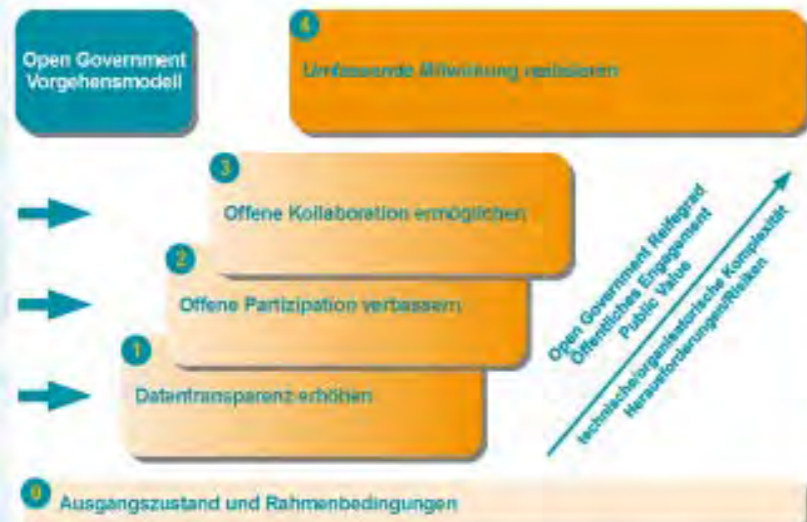 Open Government
Vorgehensmodell
4
Umfassende Mitwirkung realisieren
3
Offene Kollaboration ermöglichen
2
Offene Partizipation verbessern
1
Datentransparenz erhöhen
Open Government Reifegrad
Öffentliches Engagement
Public Value
technische/organisatorische Komplexität
Herausforderungen/Risiken
0
Ausgangszustand und Rahmenbedingungen